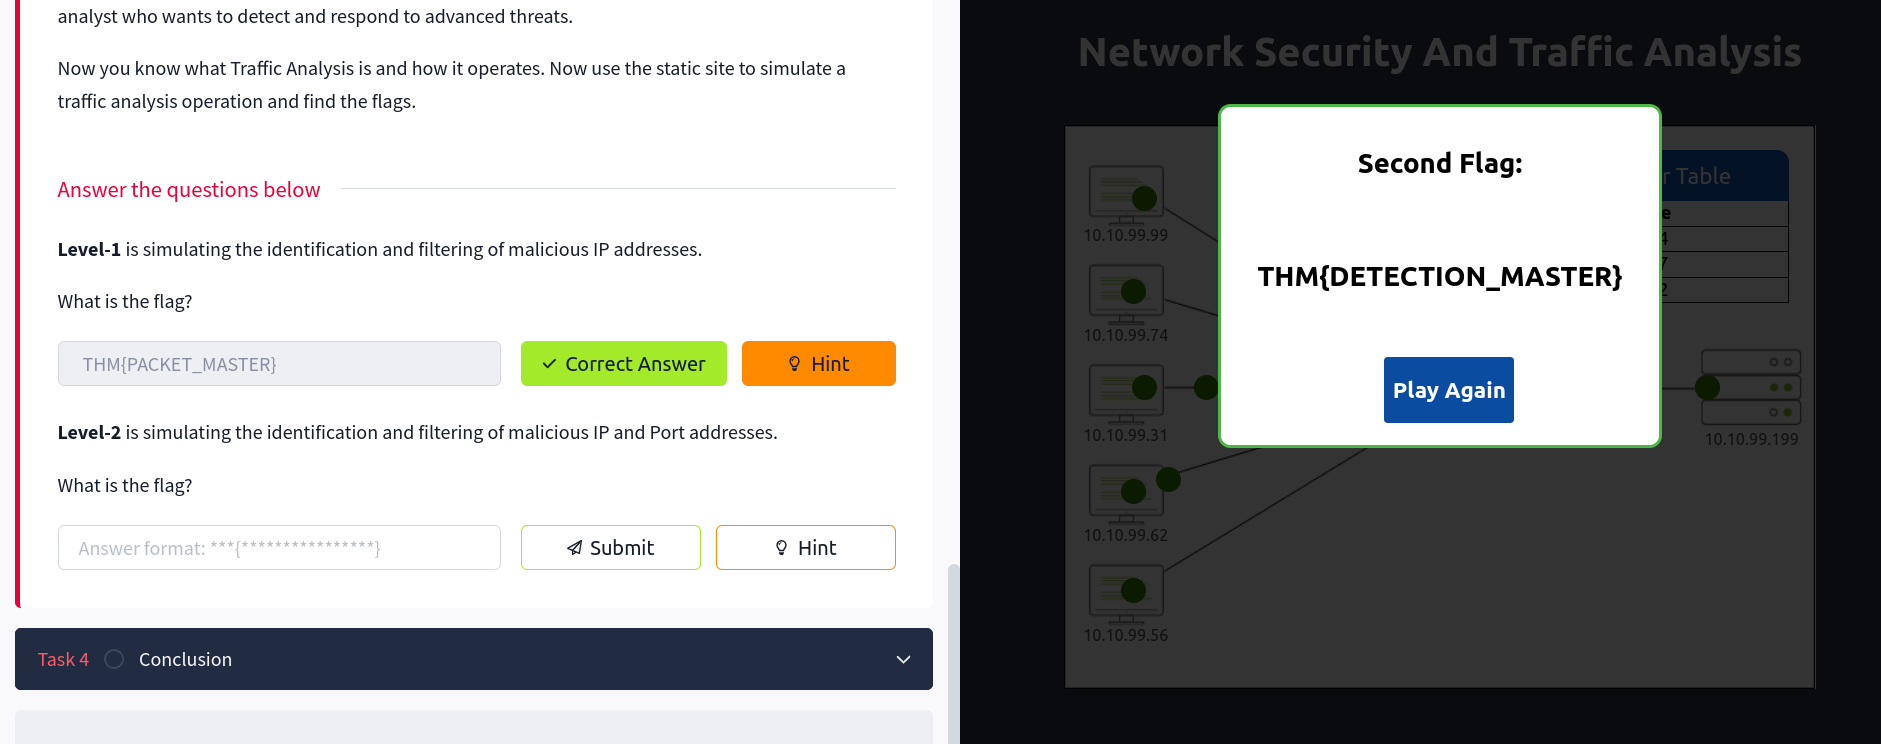 analyst who wants to detect and respond to advanced threats.
Now you know what Traffic Analysis is and how it operates. Now use the static site to simulate a
traffic analysis operation and find the flags.
Answer the questions below
Level-1 is simulating the identification and filtering of malicious IP addresses.
What is the flag?
THM{PACKET_MASTER}
Correct Answer
Hint
Level-2 is simulating the identification and filtering of malicious IP and Port addresses.
What is the flag?
Answer format: ***{****************}
Submit
Hint
Task 4
Conclusion
Network Security And Traffic Analysis
Second Flag:
THM{DETECTION_MASTER}
Play Again
r Table
e
4
7
2
10.10.99.99
10.10.99.74
10.10.99.31
10.10.99.62
10.10.99.56
10.10.99.199